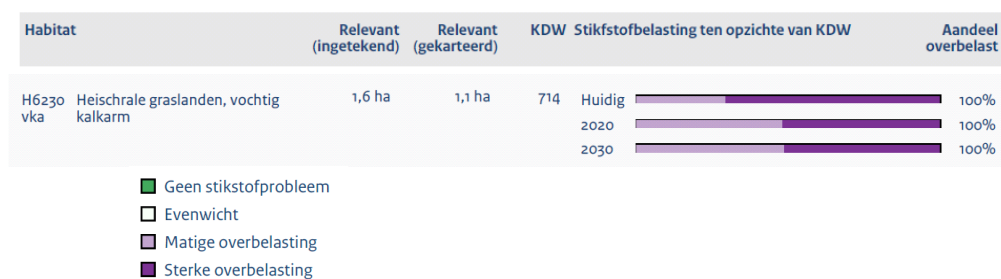 Habitat Relevant Relevant KDW Stikfstofbelasting ten opzichte van KDW Aandeel
(ingetekend) (gekarteerd) overbelast
H6230 Heischrale graslanden, vochtig 1,6 ha 1,1 ha 714 Huidig 100%
vka kalkarm
2020 100%
2030 100%
Geen stikstofprobleem
Evenwicht
Matige overbelasting
Sterke overbelasting